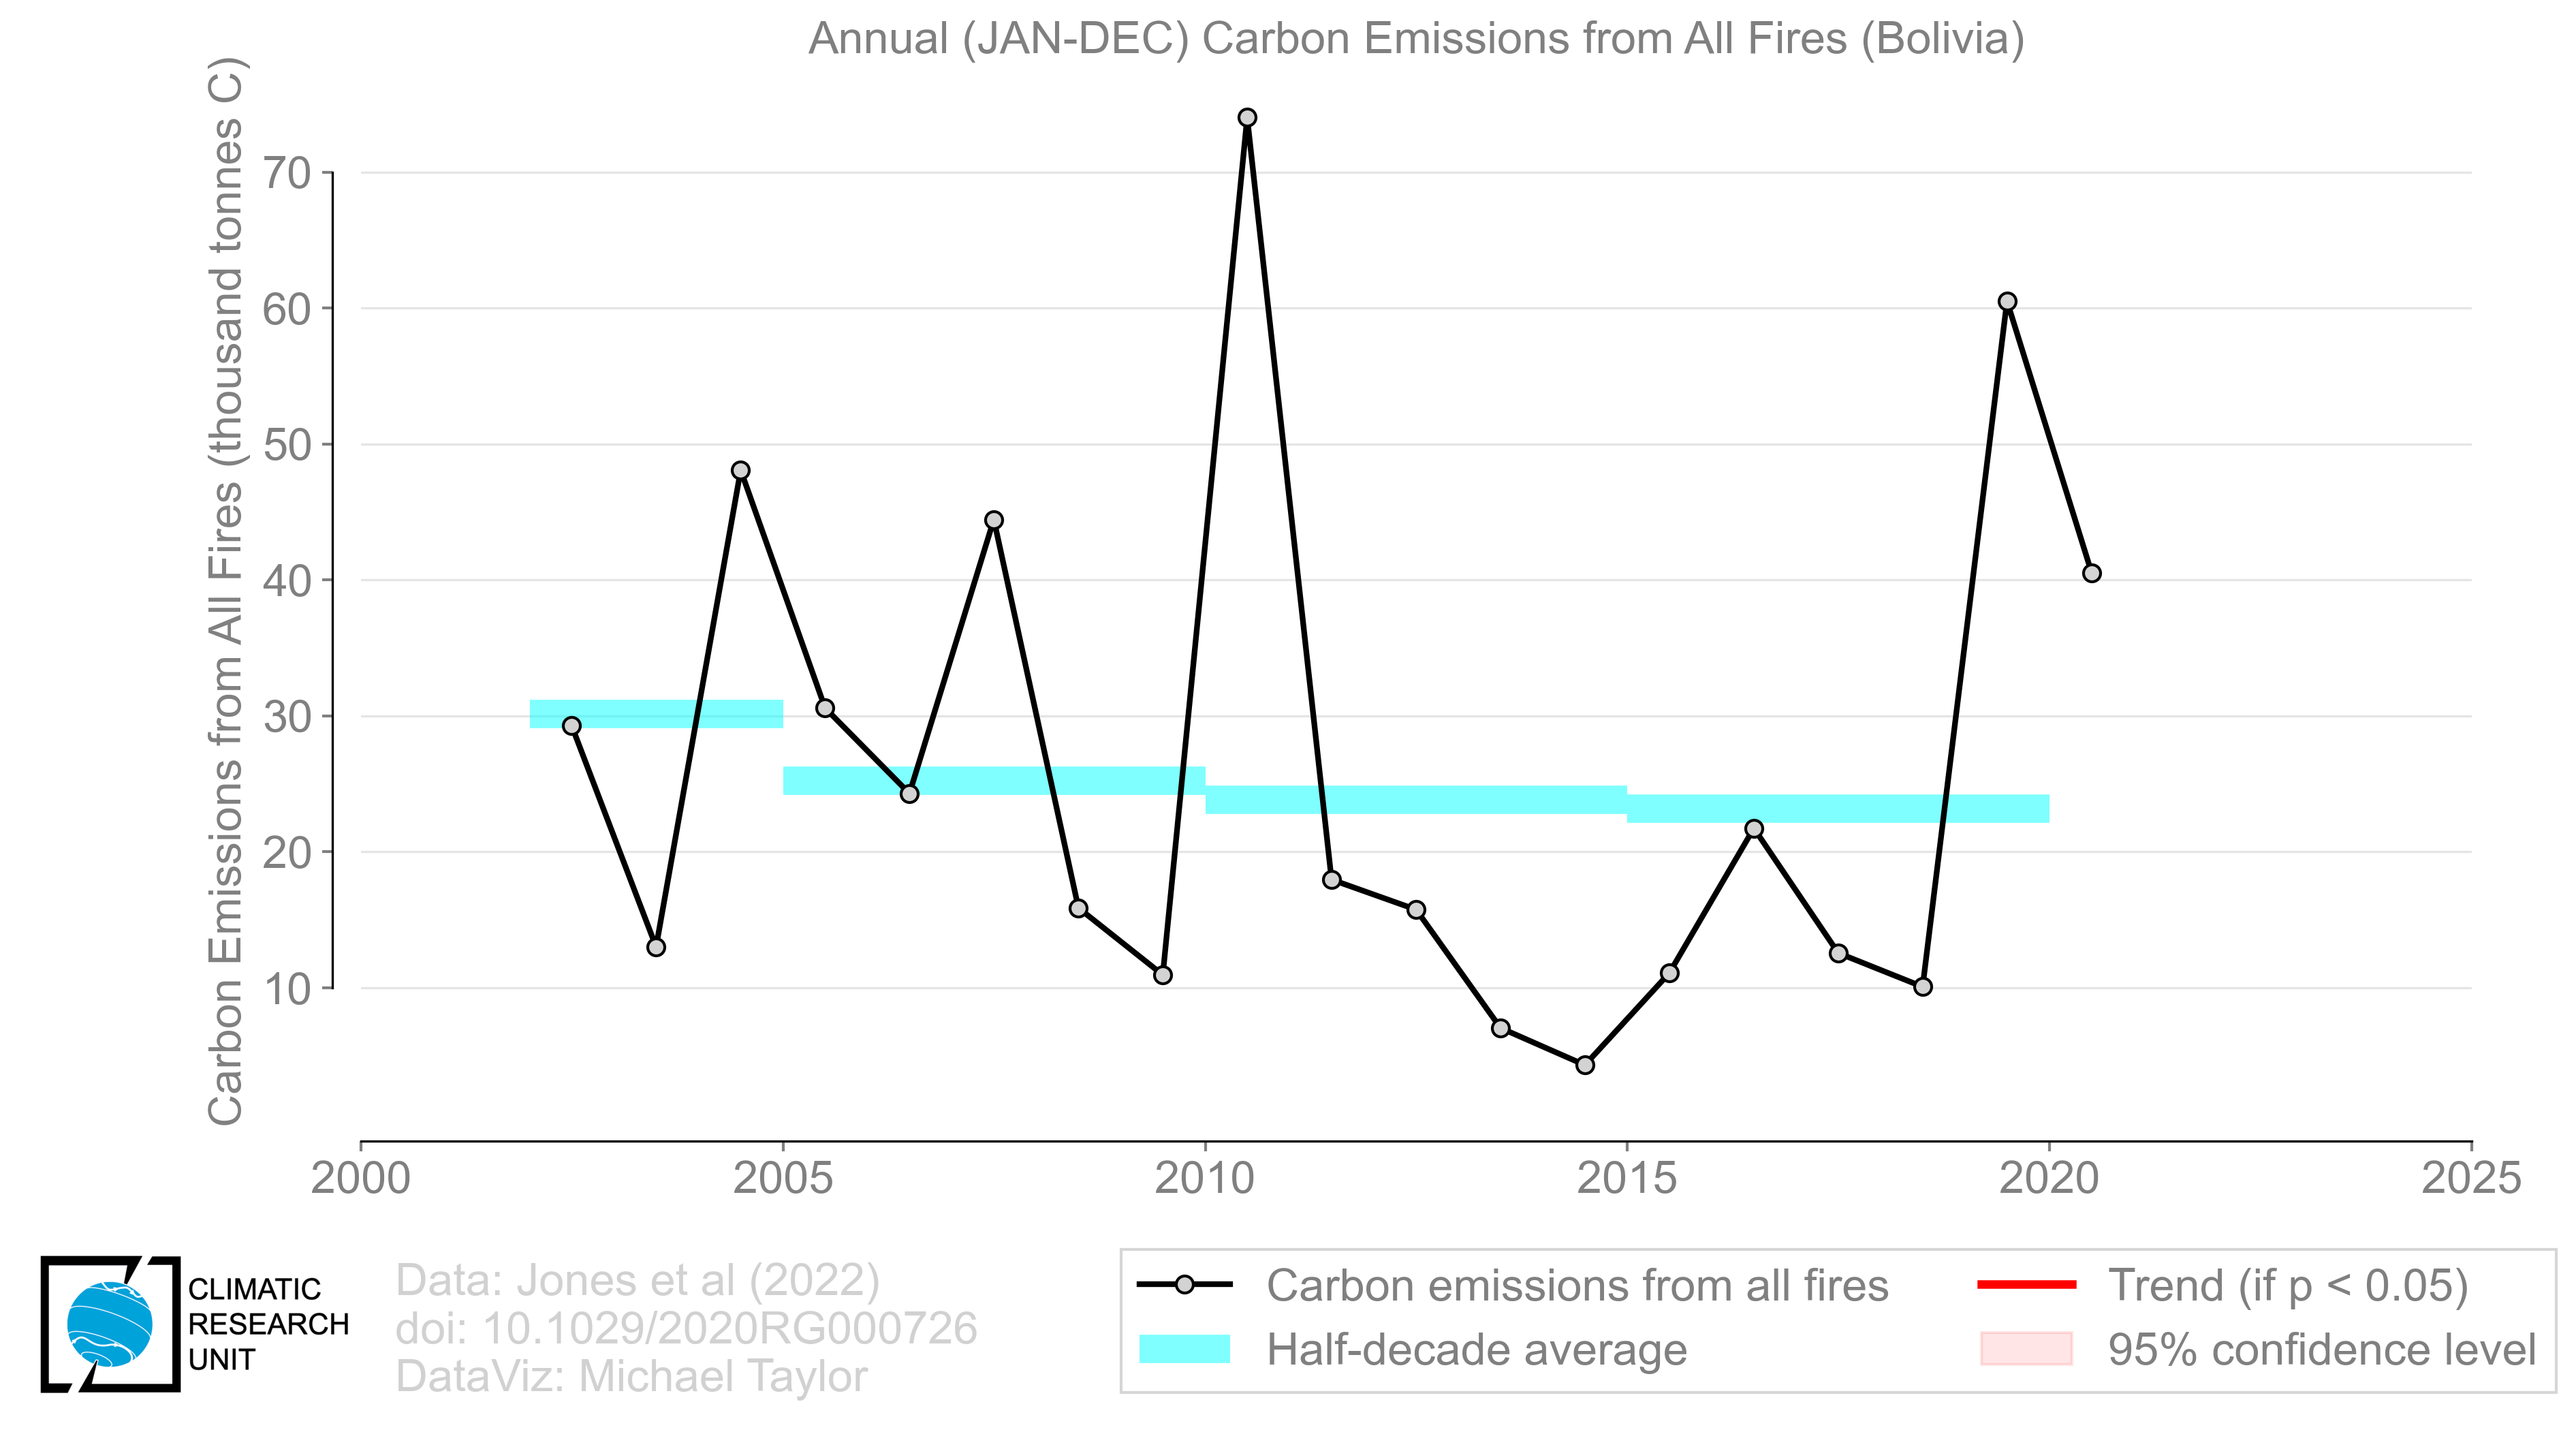 Annual (JAN-DEC) Carbon Emissions from All Fires (Bolivia)
Carbon Emissions from All Fires (thousand tonnes C)
70
60
50
40
30
20
10
2000 2005 2010 2015 2020 2025
CLIMATIC
RESEARCH
UNIT
Data: Jones et al (2022)
doi: 10.1029/2020RG000726
DataViz: Michael Taylor
Carbon emissions from all fires
Half-decade average
Trend (if p < 0.05)
95% confidence level